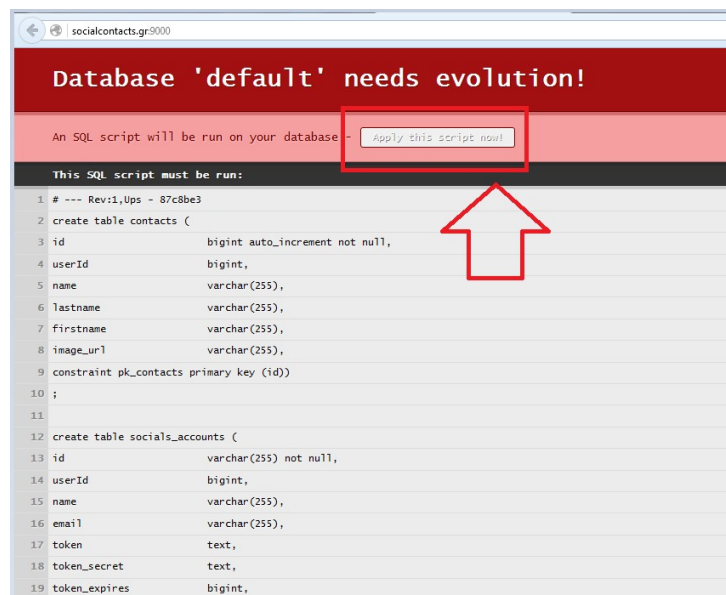 socialcontacts.gr:9000
Database 'default' needs evolution!
An SQL script will be run on your database - Apply this script now!
This SQL script must be run:
1 # --- Rev:1,Ups - 87c8be3
2 create table contacts (
3 id bigint auto_increment not null,
4 userId bigint,
5 name varchar(255),
6 lastname varchar(255),
7 firstname varchar(255),
8 image_url varchar(255),
9 constraint pk_contacts primary key (id))
10 ;
11
12 create table socials_accounts (
13 id varchar(255) not null,
14 userId bigint,
15 name varchar(255),
16 email varchar(255),
17 token text,
18 token_secret text,
19 token_expires bigint,